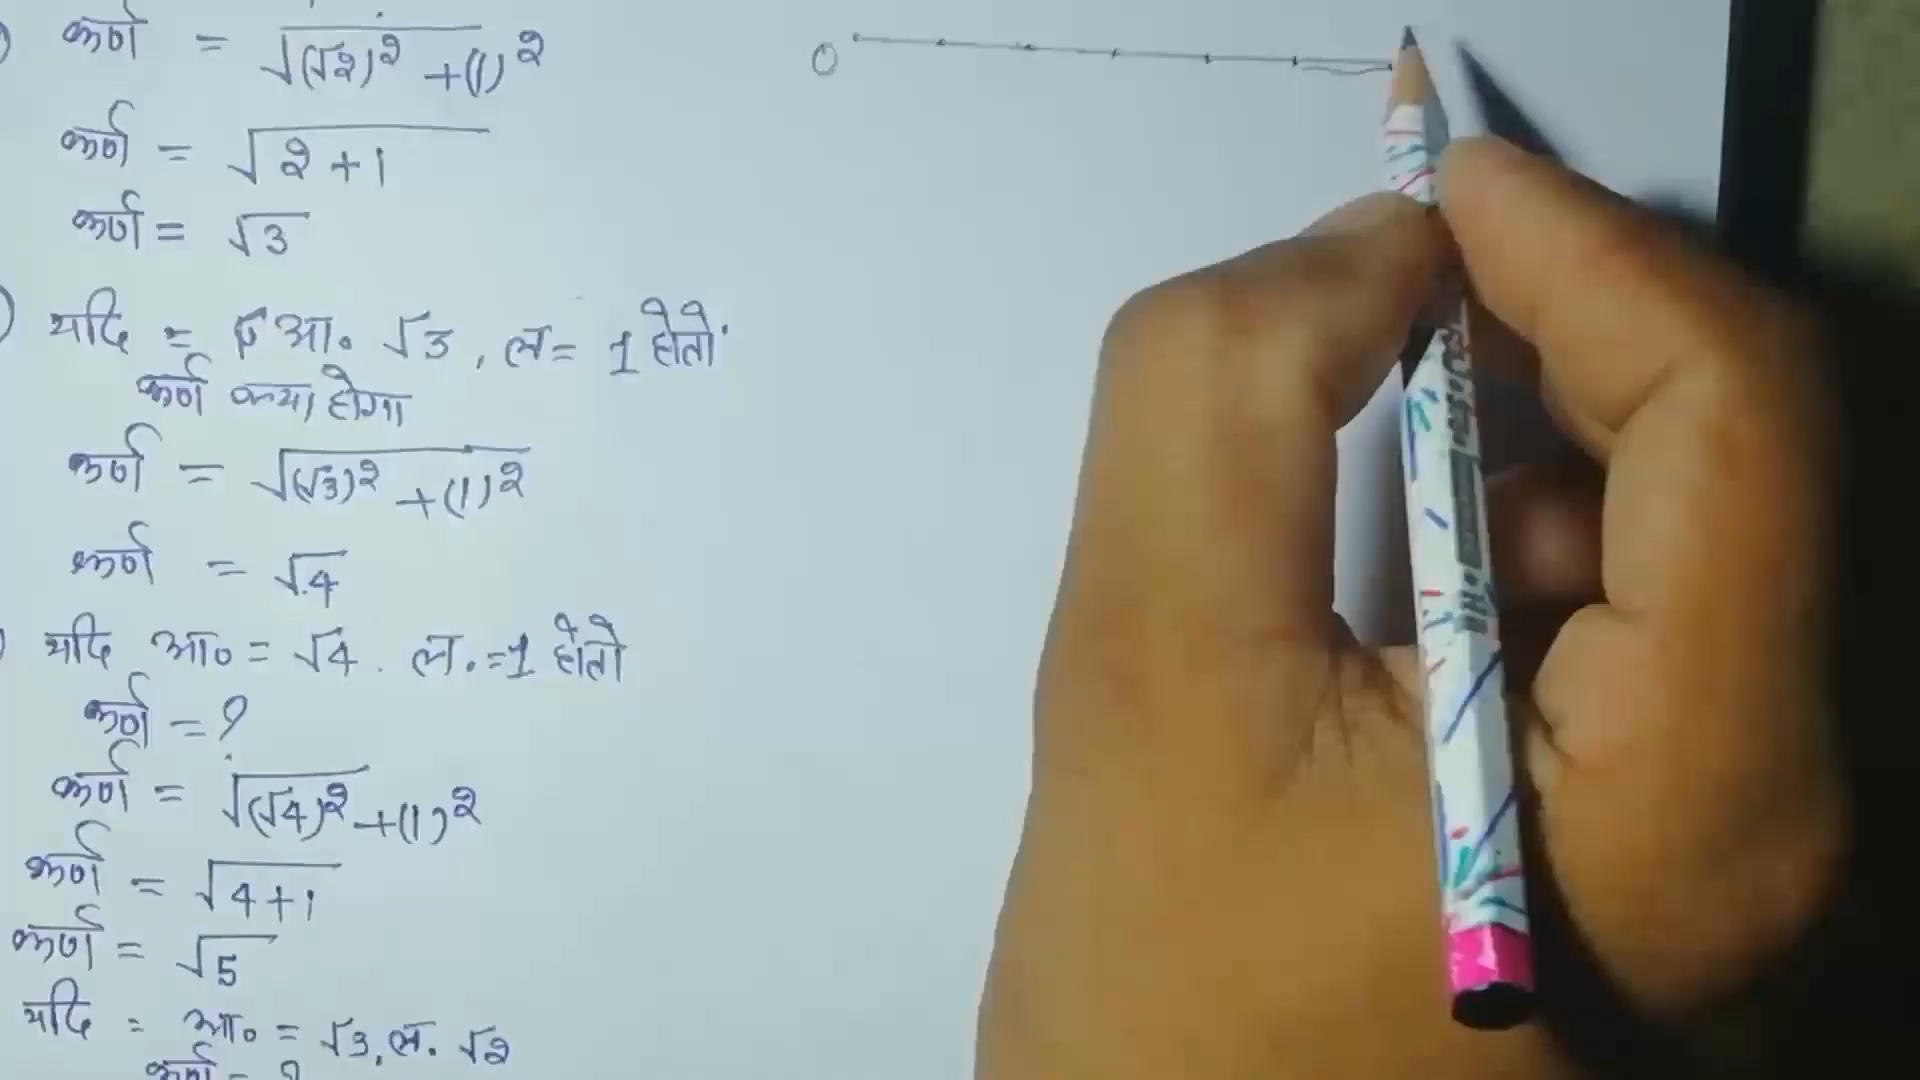 कर्ण = √(√2)² + (1)²
कर्ण = √2 + 1
कर्ण = √3
यदि = आ० √3, ल = 1 हो तो
कर्ण क्या होगा
कर्ण = √(√3)² + (1)²
कर्ण = √4
यदि आ० = √4. ल. = 1 हो तो
कर्ण = ?
कर्ण = √(√4)² + (1)²
कर्ण = √4+1
कर्ण = √5
यदि = आ० = √3, ल. √2
कर्ण = ?
0